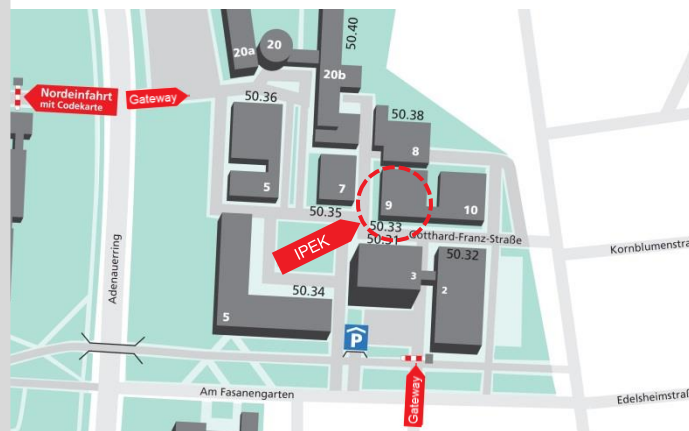 50.40
20
20a
20b
Nordeinfahrt
mit Codekarte
Gateway
50.36
50.38
8
5
7
9
10
50.35
50.33
Gotthard-Franz-Straße
50.31
IPEK
50.32
Kornblumenstra
Adenauerring
3
2
50.34
5
P
Am Fasanengarten
Gateway
Edelsheimstraß